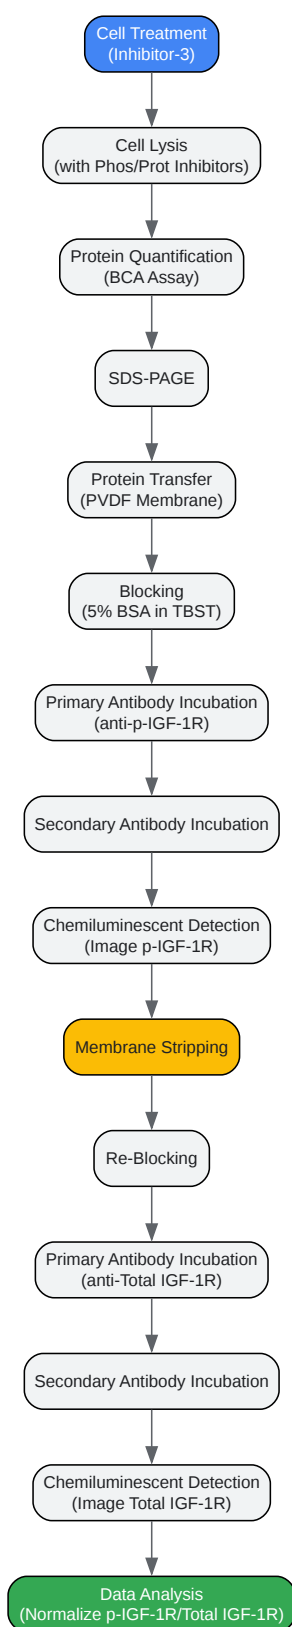 Cell Treatment
(Inhibitor-3)
Cell Lysis
(with Phos/Prot Inhibitors)
Protein Quantification
(BCA Assay)
SDS-PAGE
Protein Transfer
(PVDF Membrane)
Blocking
(5% BSA in TBST)
Primary Antibody Incubation
(anti-p-IGF-1R)
Secondary Antibody Incubation
Chemiluminescent Detection
(Image p-IGF-1R)
Membrane Stripping
Re-Blocking
Primary Antibody Incubation
(anti-Total IGF-1R)
Secondary Antibody Incubation
Chemiluminescent Detection
(Image Total IGF-1R)
Data Analysis
(Normalize p-IGF-1R/Total IGF-1R)